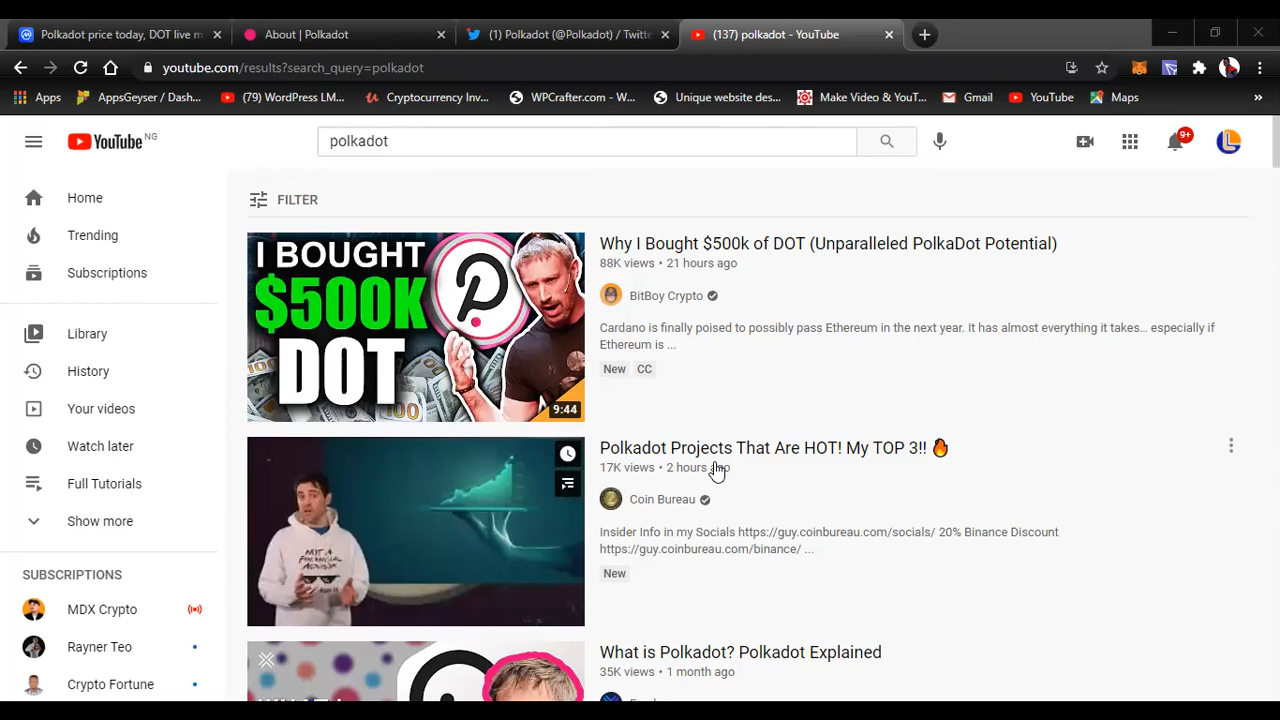 Polkadot price today, DOT live m
About | Polkadot
(1) Polkadot (@Polkadot) / Twitte
(137) polkadot - YouTube
youtube.com/results?search_query=polkadot
Apps
AppsGeyser / Dash...
(79) WordPress LM...
Cryptocurrency Inv...
WPCrafter.com - W...
Unique website des...
Make Video & YouT...
Gmail
YouTube
Maps
»
YouTube NG
polkadot
9+
Home
Trending
Subscriptions
Library
History
Your videos
Watch later
Full Tutorials
Show more
SUBSCRIPTIONS
MDX Crypto
Rayner Teo
Crypto Fortune
FILTER
I BOUGHT
$500K
DOT
100
9:44
Why I Bought $500k of DOT (Unparalleled PolkaDot Potential)
88K views • 21 hours ago
BitBoy Crypto
Cardano is finally poised to possibly pass Ethereum in the next year. It has almost everything it takes... especially if
Ethereum is ...
New CC
NOT A
FINANCIAL
ADVISOR
Polkadot Projects That Are HOT! My TOP 3!! 🔥
17K views • 2 hours ago
Coin Bureau
Insider Info in my Socials https://guy.coinbureau.com/socials/ 20% Binance Discount
https://guy.coinbureau.com/binance/ ...
New
What is Polkadot? Polkadot Explained
35K views • 1 month ago